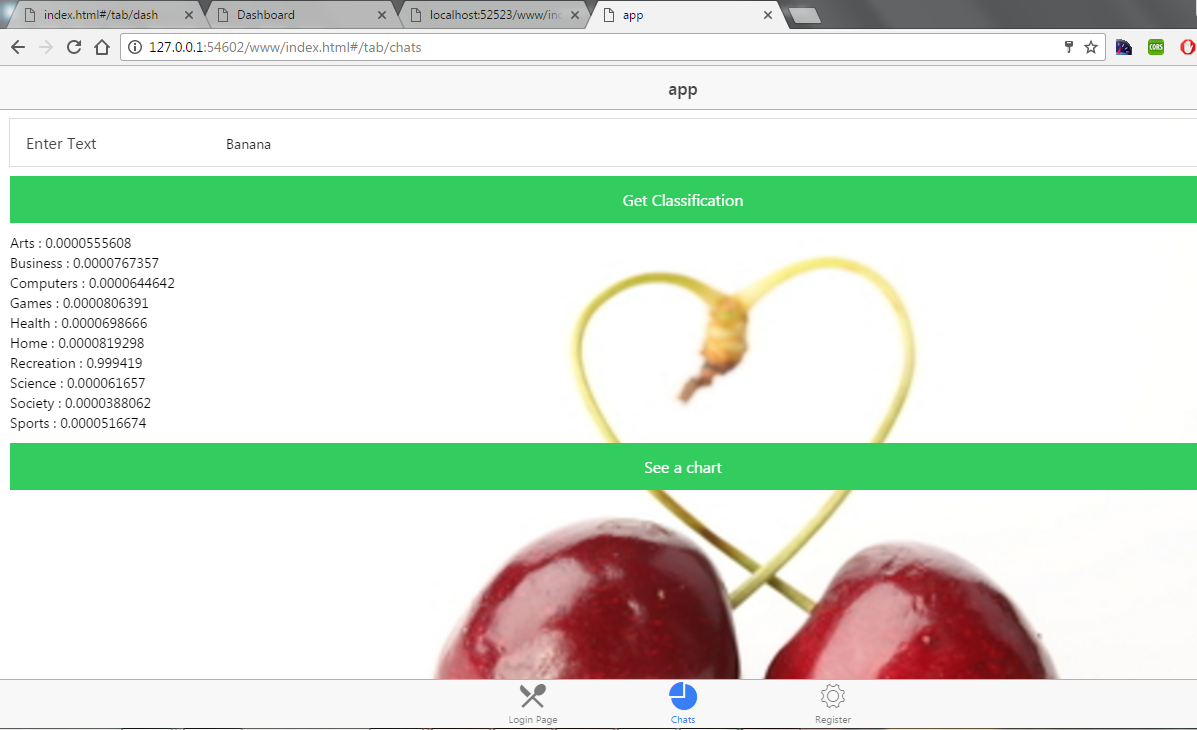 index.html#/tab/dash
Dashboard
localhost:52523/www/inc
app
127.0.0.1:54602/www/index.html#/tab/chats
CORS
app
Enter Text Banana
Get Classification
Arts : 0.0000555608
Business : 0.0000767357
Computers : 0.0000644642
Games : 0.0000806391
Health : 0.0000698666
Home : 0.0000819298
Recreation : 0.999419
Science : 0.000061657
Society : 0.0000388062
Sports : 0.0000516674
See a chart
Login Page
Chats
Register